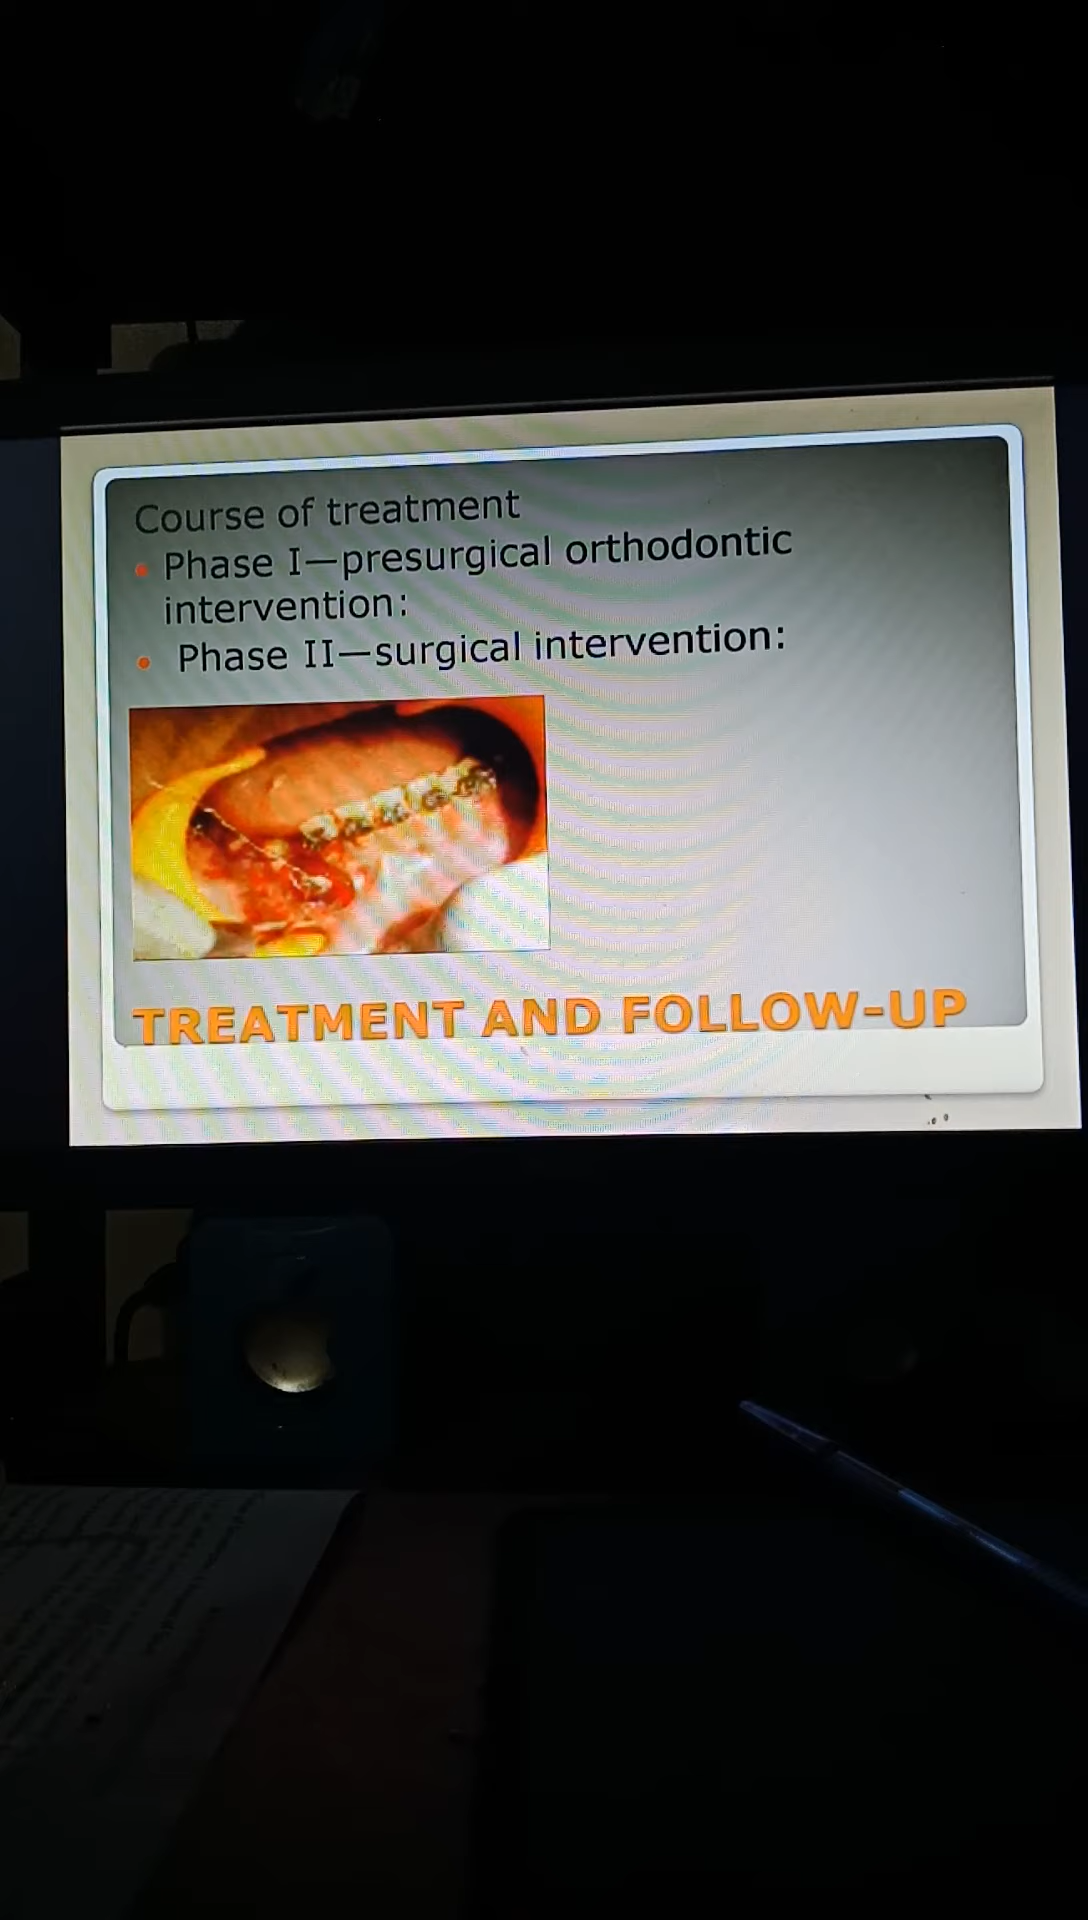 Course of treatment
• Phase I—presurgical orthodontic
intervention:
• Phase II—surgical intervention:
TREATMENT AND FOLLOW-UP